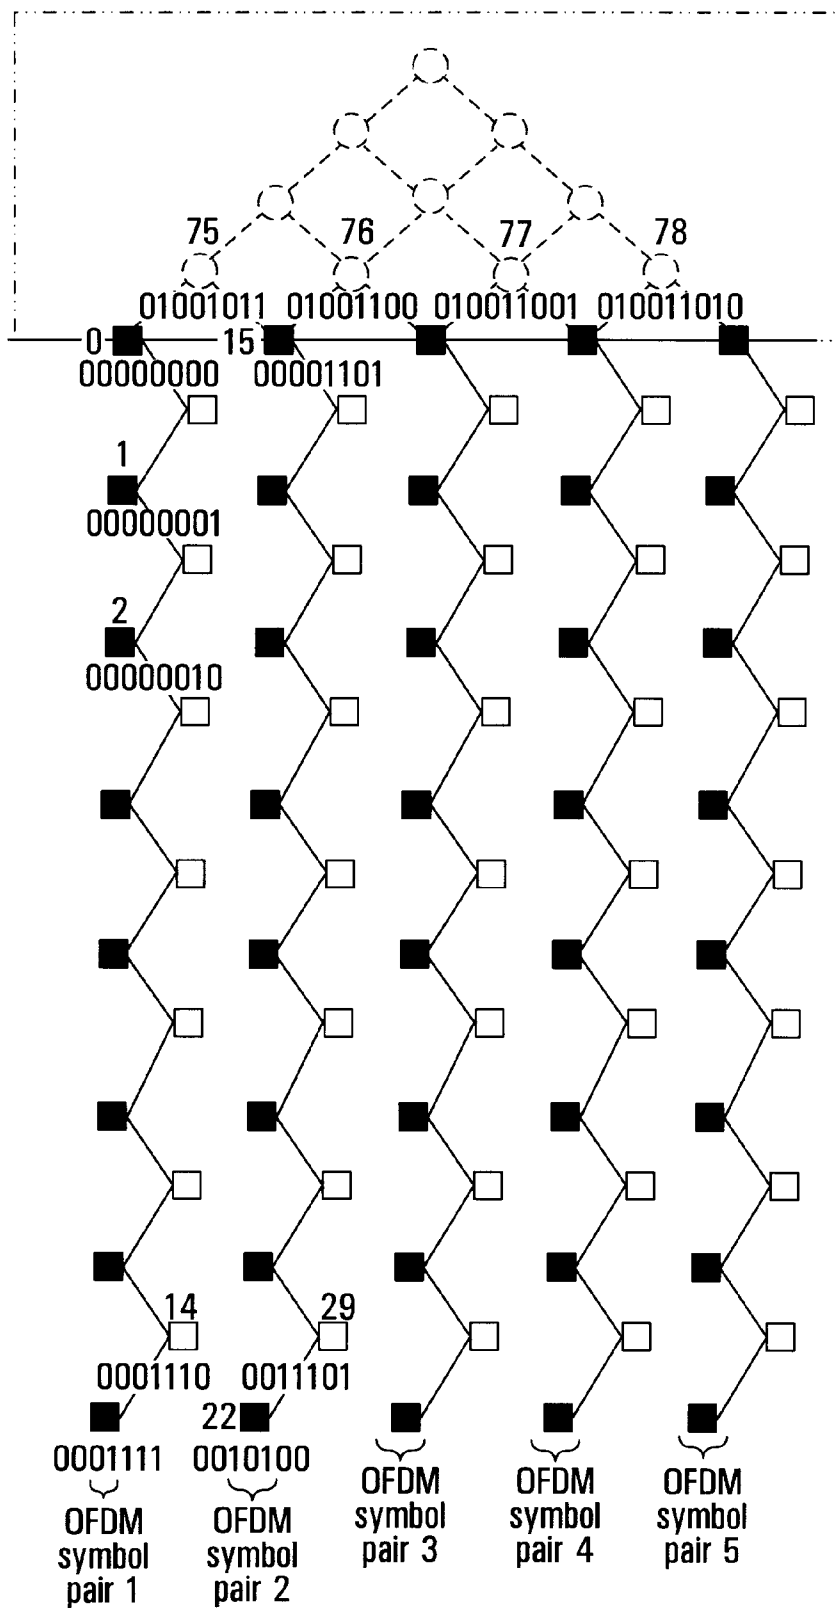 75 76 77 78
01001011 01001100 010011001 010011010
0 15
00000000 00001101
1
00000001
2
00000010
14 29
0001110 0011101
22
0001111 0010100
OFDM symbol pair 1
OFDM symbol pair 2
OFDM symbol pair 3
OFDM symbol pair 4
OFDM symbol pair 5